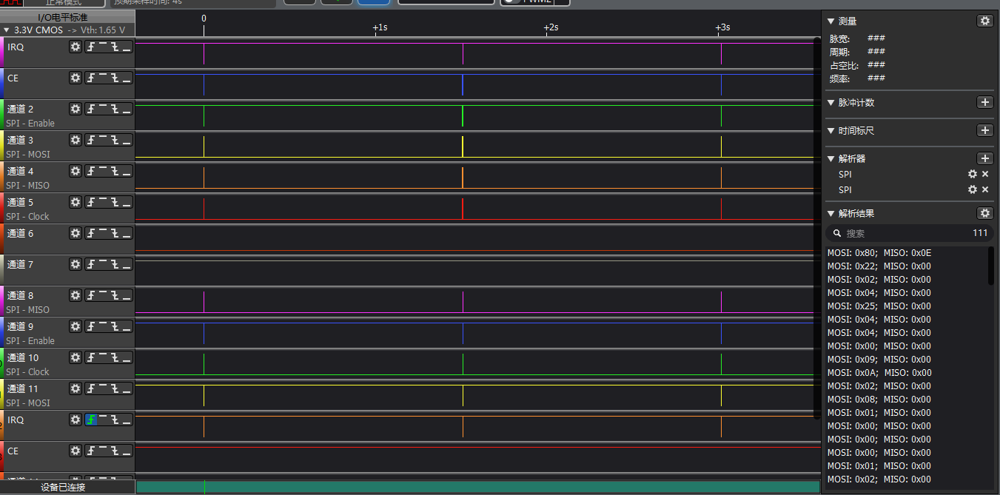 正常模式
预期采样时间: 4s
PWM2
I/O电平标准
3.3V CMOS -> Vth: 1.65 V
0
+1s
+2s
+3s
IRQ
CE
通道 2
SPI - Enable
通道 3
SPI - MOSI
通道 4
SPI - MISO
通道 5
SPI - Clock
通道 6
通道 7
通道 8
SPI - MISO
通道 9
SPI - Enable
通道 10
SPI - Clock
通道 11
SPI - MOSI
IRQ
CE
设备已连接
测量
脉宽: ###
周期: ###
占空比: ###
频率: ###
脉冲计数
时间标尺
解析器
SPI
SPI
解析结果
搜索 111
MOSI: 0x80; MISO: 0x0E
MOSI: 0x22; MISO: 0x00
MOSI: 0x02; MISO: 0x00
MOSI: 0x04; MISO: 0x00
MOSI: 0x25; MISO: 0x00
MOSI: 0x04; MISO: 0x00
MOSI: 0x04; MISO: 0x00
MOSI: 0x00; MISO: 0x00
MOSI: 0x09; MISO: 0x00
MOSI: 0x0A; MISO: 0x00
MOSI: 0x02; MISO: 0x00
MOSI: 0x08; MISO: 0x00
MOSI: 0x01; MISO: 0x00
MOSI: 0x00; MISO: 0x00
MOSI: 0x00; MISO: 0x00
MOSI: 0x00; MISO: 0x00
MOSI: 0x01; MISO: 0x00
MOSI: 0x02; MISO: 0x00